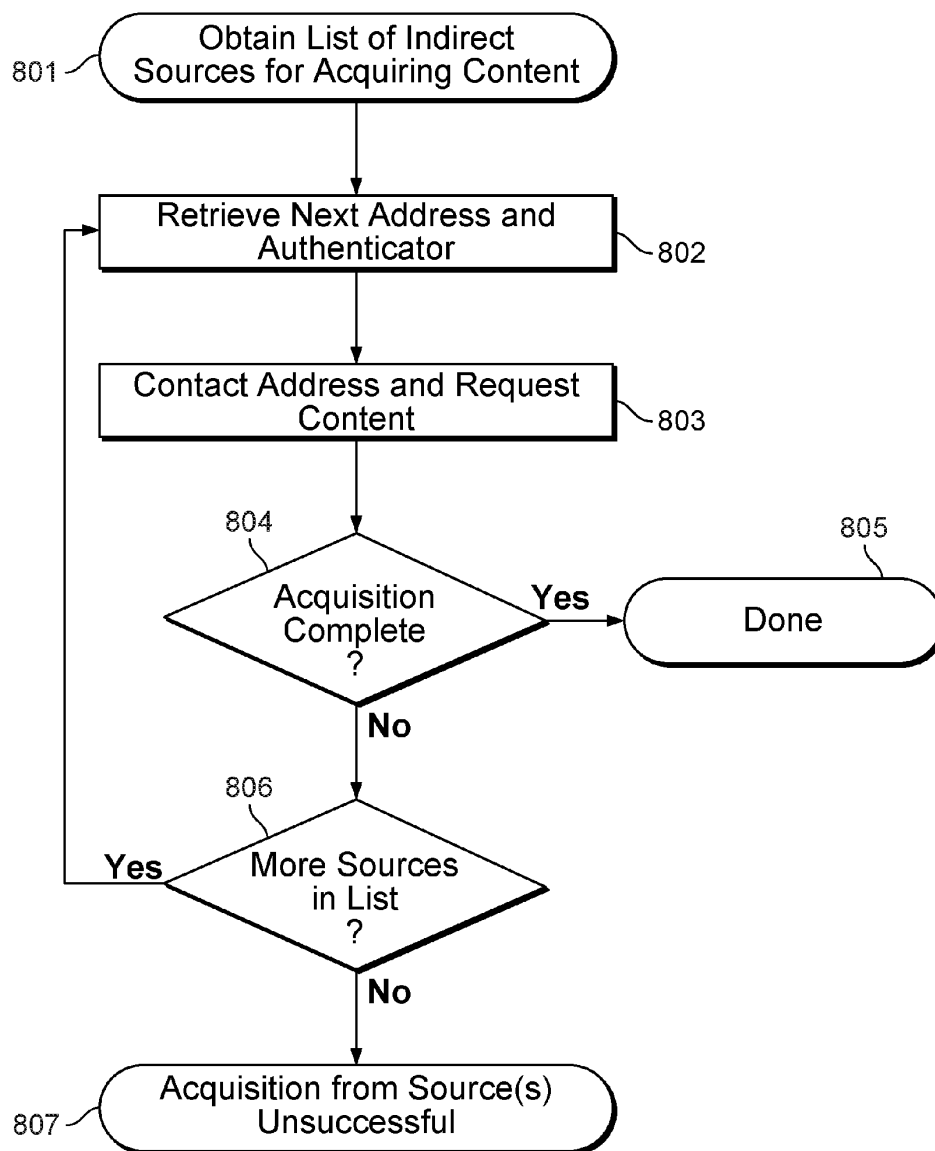 801
Obtain List of Indirect
Sources for Acquiring Content
Retrieve Next Address and
Authenticator
802
Contact Address and Request
Content
803
804
Acquisition
Complete
?
Yes
805
Done
No
806
More Sources
in List
?
Yes
No
Acquisition from Source(s)
Unsuccessful
807